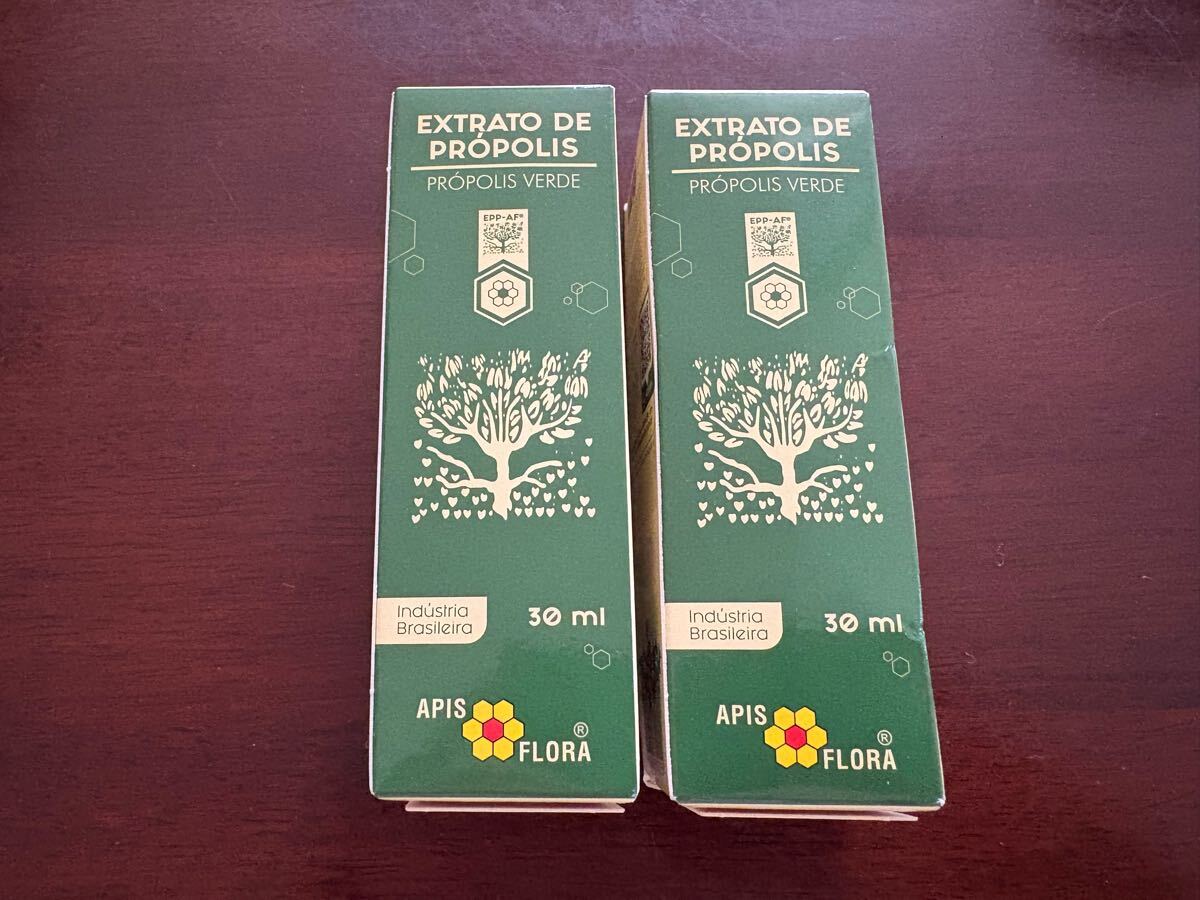 EXTRATO DE
PRÓPOLIS
PRÓPOLIS VERDE
EPP-AF®
Indústria
Brasileira
30 ml
APIS
FLORA®
EXTRATO DE
PRÓPOLIS
PRÓPOLIS VERDE
EPP-AF®
Indústria
Brasileira
30 ml
APIS
FLORA®